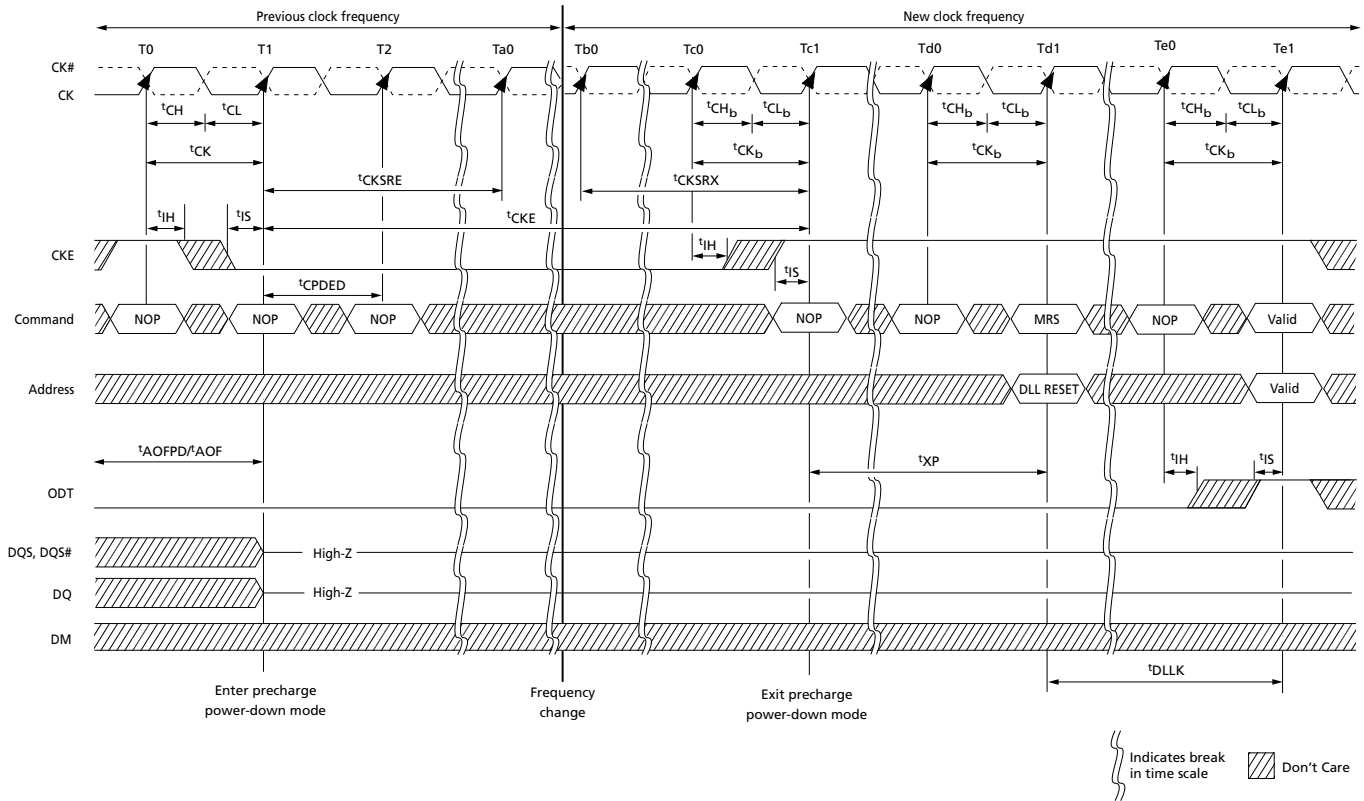 Previous clock frequency New clock frequency
T0 T1 T2 Ta0 Tb0 Tc0 Tc1 Td0 Td1 Te0 Te1
CK#
CK
tCH tCL tCHb tCLb tCHb tCLb tCHb tCLb
tCK tCKb tCKb tCKb
tCKSRE tCKSRX
tIH tIS tCKE
CKE tIH
tIS
tCPDED
Command NOP NOP NOP NOP NOP MRS NOP Valid
Address DLL RESET Valid
tAOFPD/tAOF tXP
tIH tIS
ODT
DQS, DQS# High-Z
DQ High-Z
DM
tDLLK
Enter precharge
power-down mode
Frequency
change
Exit precharge
power-down mode
Indicates break
in time scale
Don't Care